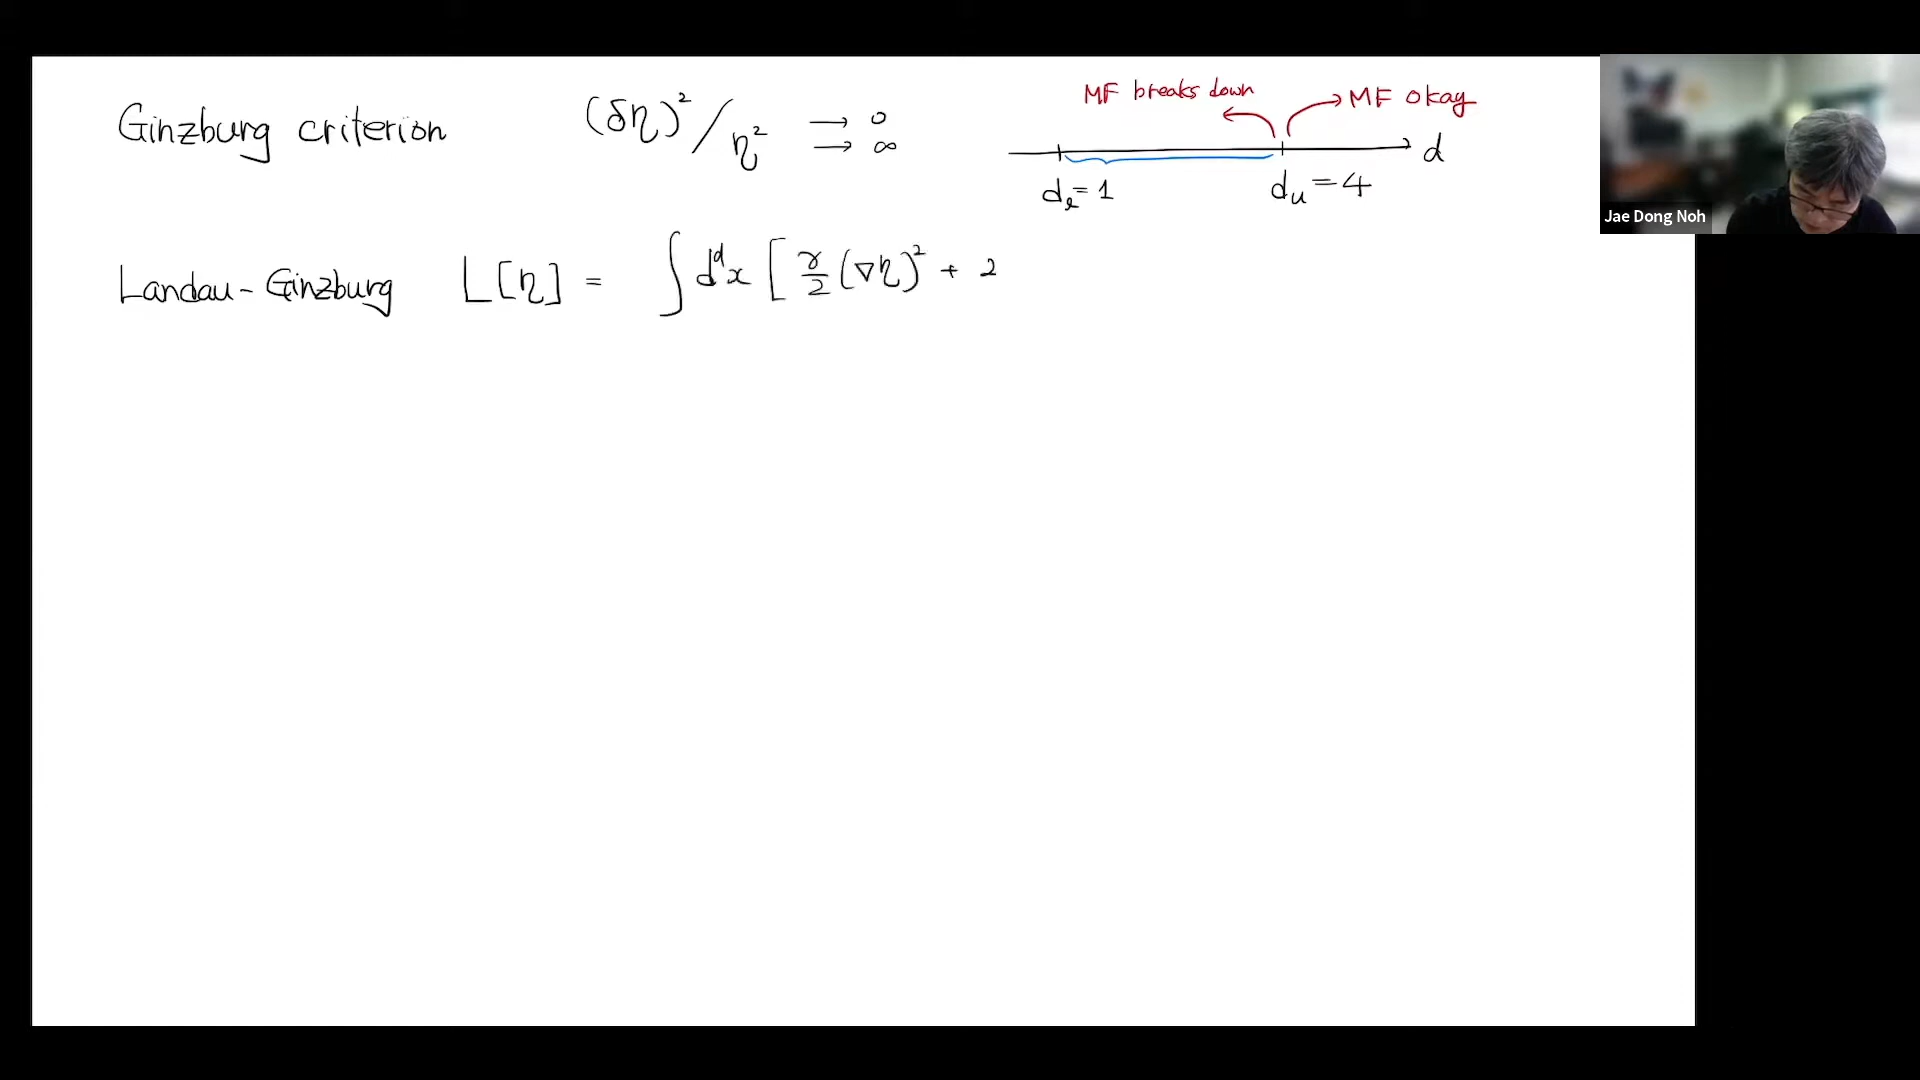 MF breaks down
MF okay
Ginzburg criterion (δη)²/η² → 0
→ ∞
d
d_ℓ = 1
d_u = 4
Jae Dong Noh
Landau - Ginzburg L[η] = ∫ d^d x [ γ/2 (∇η)² + 2